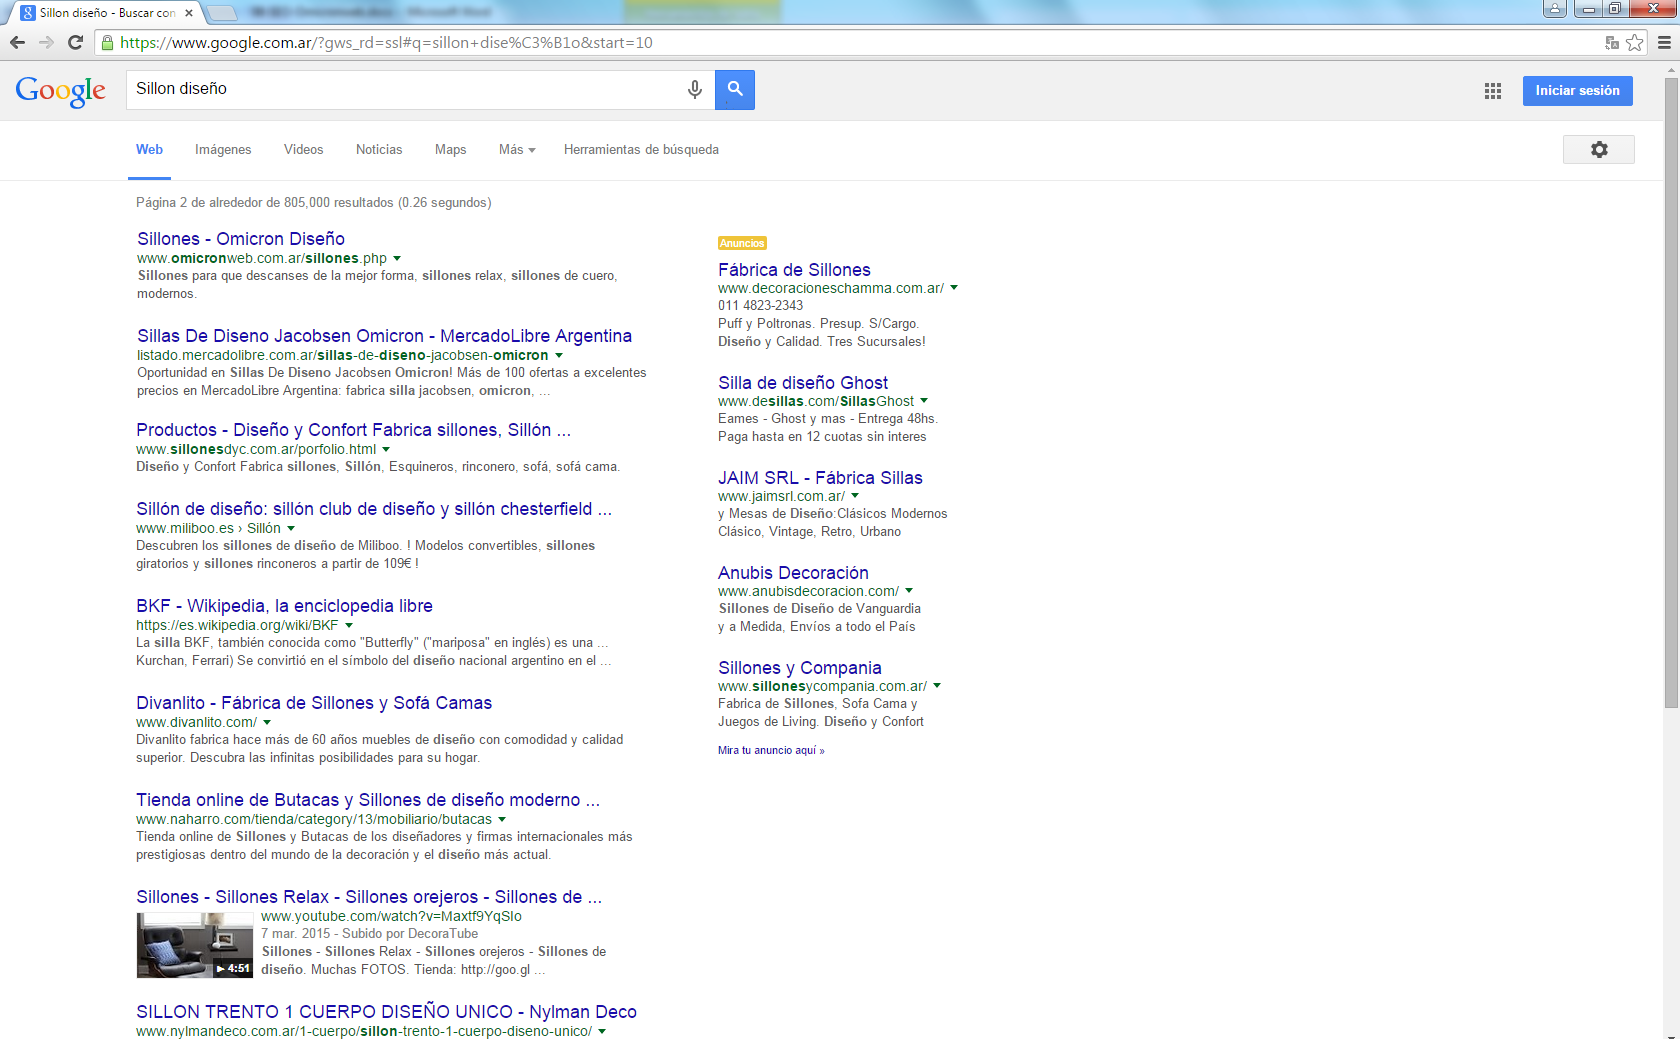 Sillon diseño - Buscar con
https://www.google.com.ar/?gws_rd=ssl#q=sillon+dise%C3%B1o&start=10
Google
Sillon diseño
Iniciar sesión
Web Imágenes Videos Noticias Maps Más Herramientas de búsqueda
Página 2 de alrededor de 805,000 resultados (0.26 segundos)
Sillones - Omicron Diseño
www.omicronweb.com.ar/sillones.php
Sillones para que descanses de la mejor forma, sillones relax, sillones de cuero,
modernos.
Sillas De Diseno Jacobsen Omicron - MercadoLibre Argentina
listado.mercadolibre.com.ar/sillas-de-diseno-jacobsen-omicron
Oportunidad en Sillas De Diseno Jacobsen Omicron! Más de 100 ofertas a excelentes
precios en MercadoLibre Argentina: fabrica silla jacobsen, omicron, ...
Productos - Diseño y Confort Fabrica sillones, Sillón ...
www.sillonesdyc.com.ar/porfolio.html
Diseño y Confort Fabrica sillones, Sillón, Esquineros, rinconero, sofá, sofá cama.
Sillón de diseño: sillón club de diseño y sillón chesterfield ...
www.miliboo.es › Sillón
Descubren los sillones de diseño de Miliboo. ! Modelos convertibles, sillones
giratorios y sillones rinconeros a partir de 109€ !
BKF - Wikipedia, la enciclopedia libre
https://es.wikipedia.org/wiki/BKF
La silla BKF, también conocida como "Butterfly" ("mariposa" en inglés) es una ...
Kurchan, Ferrari) Se convirtió en el símbolo del diseño nacional argentino en el ...
Divanlito - Fábrica de Sillones y Sofá Camas
www.divanlito.com/
Divanlito fabrica hace más de 60 años muebles de diseño con comodidad y calidad
superior. Descubra las infinitas posibilidades para su hogar.
Tienda online de Butacas y Sillones de diseño moderno ...
www.naharro.com/tienda/category/13/mobiliario/butacas
Tienda online de Sillones y Butacas de los diseñadores y firmas internacionales más
prestigiosas dentro del mundo de la decoración y el diseño más actual.
Sillones - Sillones Relax - Sillones orejeros - Sillones de ...
www.youtube.com/watch?v=Maxtf9YqSIo
7 mar. 2015 - Subido por DecoraTube
Sillones - Sillones Relax - Sillones orejeros - Sillones de
diseño. Muchas FOTOS. Tienda: http://goo.gl ...
4:51
SILLON TRENTO 1 CUERPO DISEÑO UNICO - Nylman Deco
www.nylmandeco.com.ar/1-cuerpo/sillon-trento-1-cuerpo-diseno-unico/
Anuncios
Fábrica de Sillones
www.decoracioneschamma.com.ar/
011 4823-2343
Puff y Poltronas. Presup. S/Cargo.
Diseño y Calidad. Tres Sucursales!
Silla de diseño Ghost
www.desillas.com/SillasGhost
Eames - Ghost y mas - Entrega 48hs.
Paga hasta en 12 cuotas sin interes
JAIM SRL - Fábrica Sillas
www.jaimsrl.com.ar/
y Mesas de Diseño:Clásicos Modernos
Clásico, Vintage, Retro, Urbano
Anubis Decoración
www.anubisdecoracion.com/
Sillones de Diseño de Vanguardia
y a Medida, Envíos a todo el País
Sillones y Compania
www.sillonesycompania.com.ar/
Fabrica de Sillones, Sofa Cama y
Juegos de Living. Diseño y Confort
Mira tu anuncio aquí »